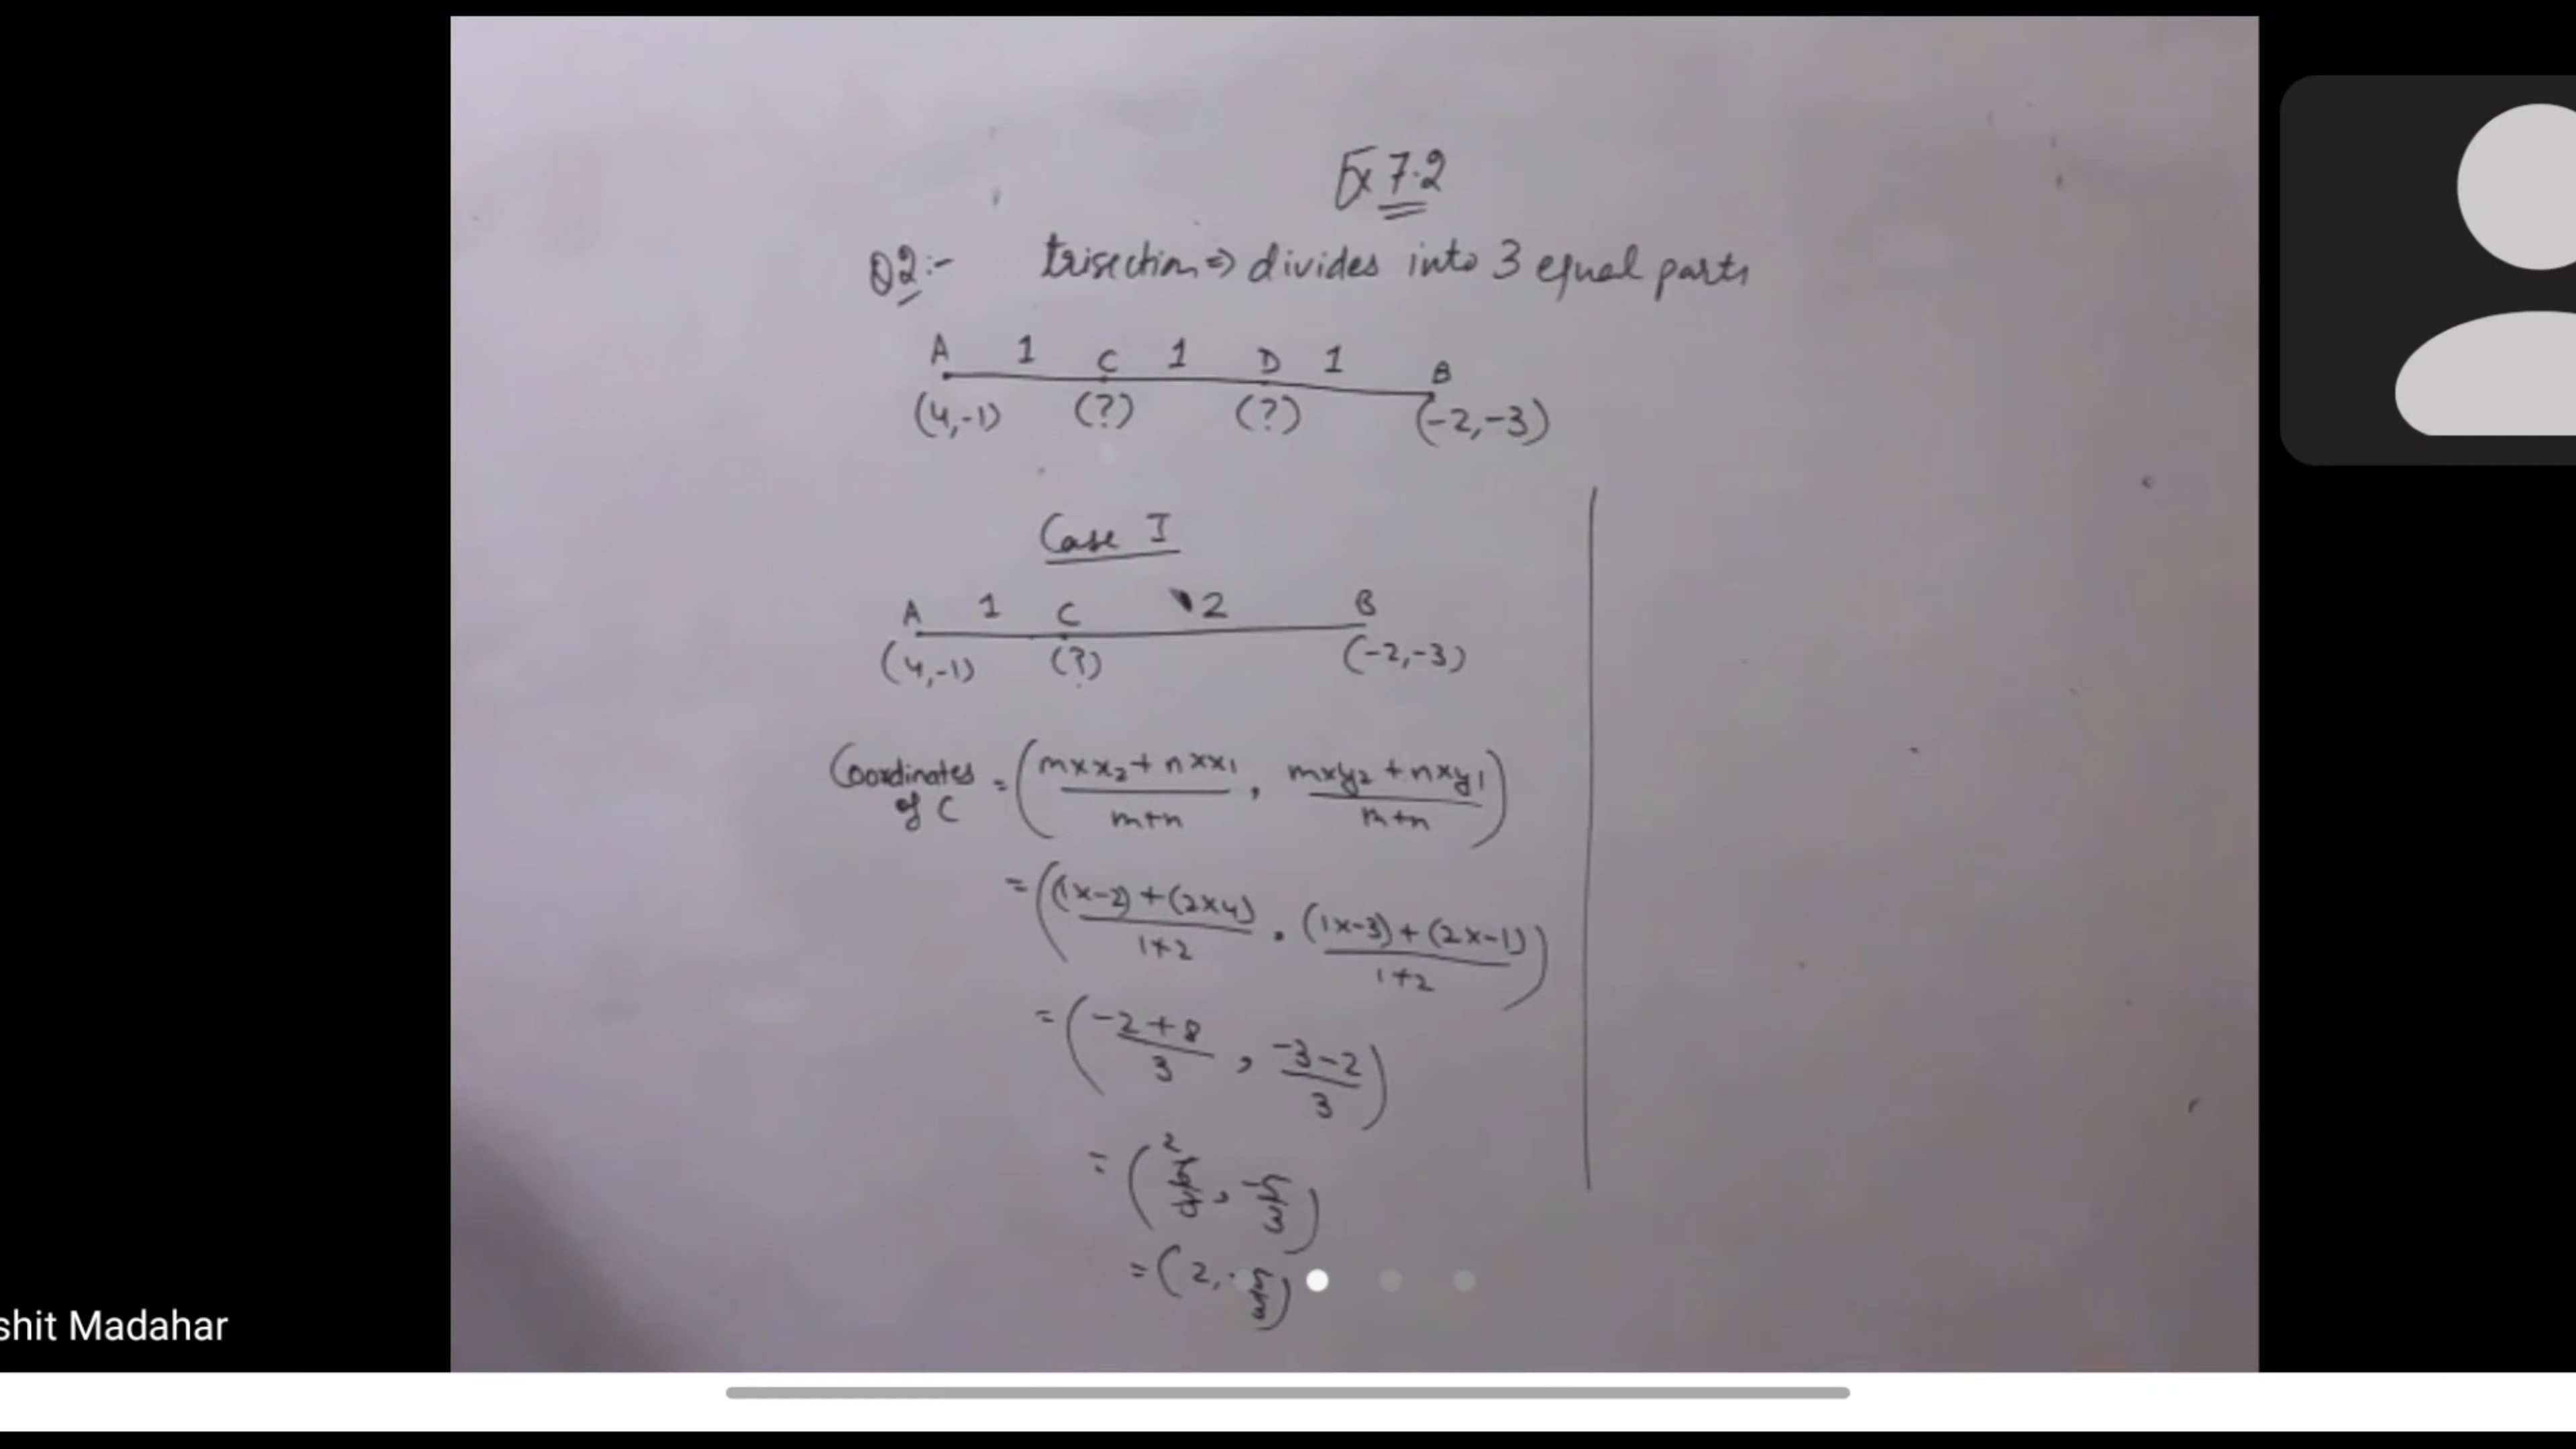 Ex 7.2
Q2:- trisection => divides into 3 equal parts
A 1 C 1 D 1 B
(4,-1) (?) (?) (-2,-3)
Case I
A 1 C 2 B
(4,-1) (?) (-2,-3)
Coordinates of C = (m×x₂ + n×x₁ / m+n , m×y₂ + n×y₁ / m+n)
= ((1×-2) + (2×4) / 1+2 , (1×-3) + (2×-1) / 1+2)
= (-2+8 / 3 , -3-2 / 3)
= (6/3 2 , -5/3)
= (2, -5/3)
shit Madahar